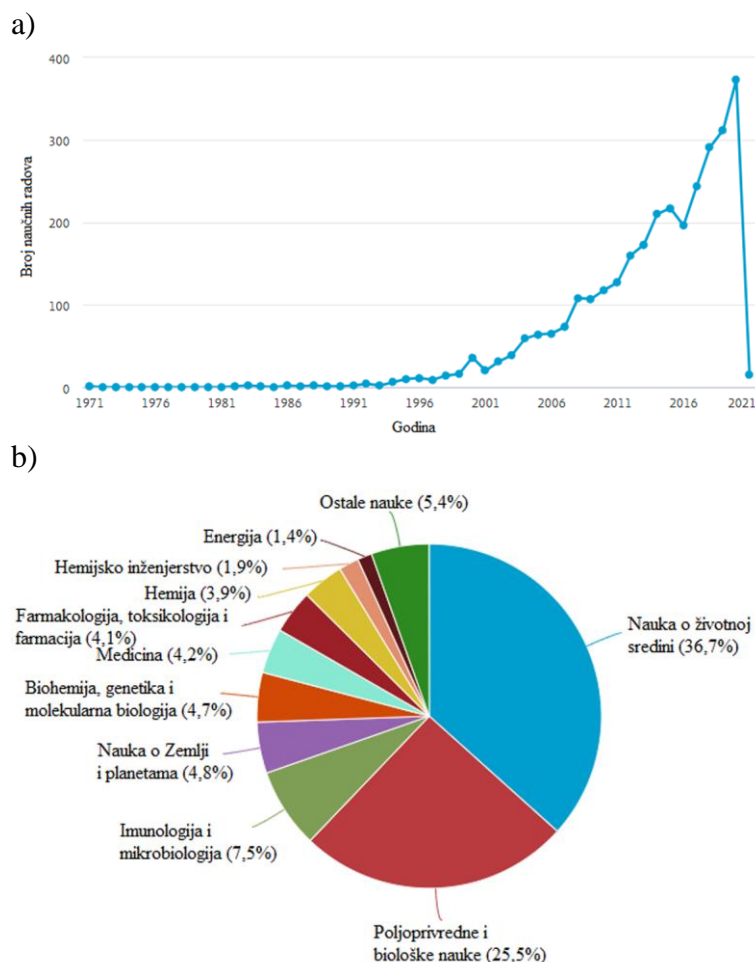 a)
400
300
200
100
0
Broj naučnih radova
1971
1976
1981
1986
1991
1996
2001
2006
2011
2016
2021
Godina
b)
Ostale nauke (5,4%)
Energija (1,4%)
Hemijsko inženjerstvo (1,9%)
Hemija (3,9%)
Farmakologija, toksikologija i
farmacija (4,1%)
Medicina (4,2%)
Biohemija, genetika i
molekularna biologija (4,7%)
Nauka o Zemlji
i planetama (4,8%)
Imunologija i
mikrobiologija (7,5%)
Nauka o životnoj
sredini (36,7%)
Poljoprivredne i
biološke nauke (25,5%)